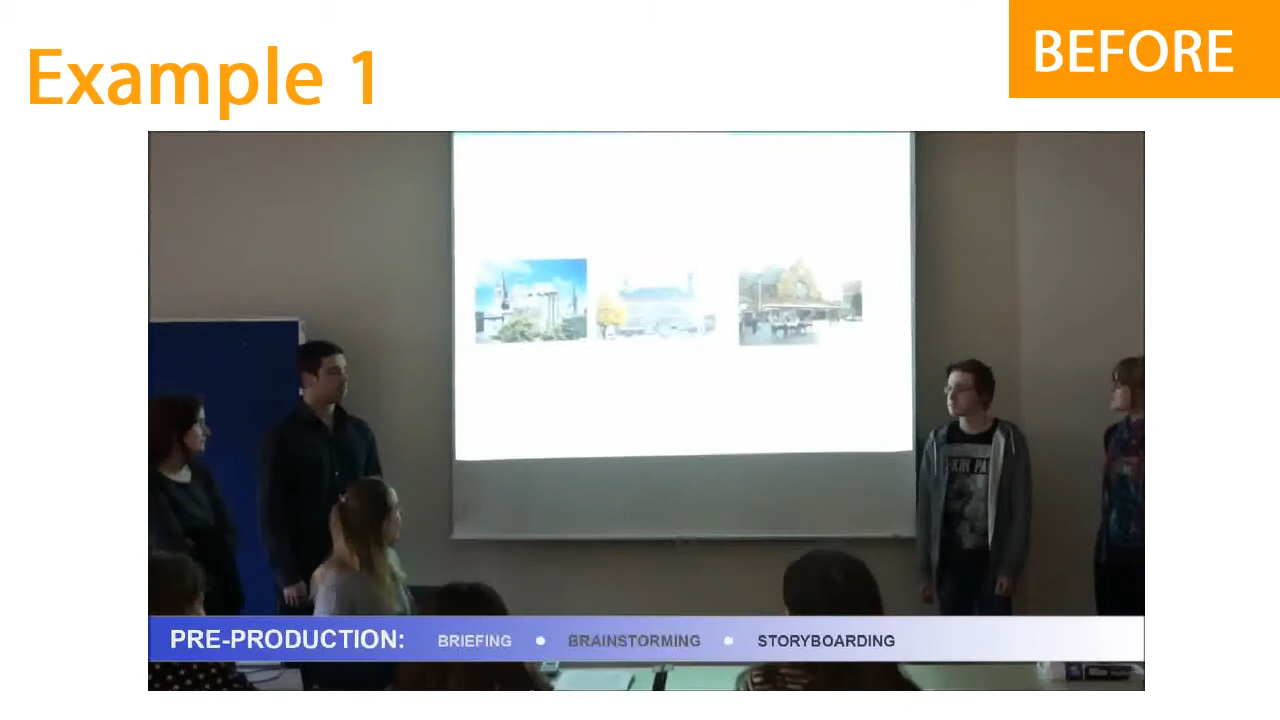 Example 1
BEFORE
PRE-PRODUCTION: BRIEFING • BRAINSTORMING • STORYBOARDING